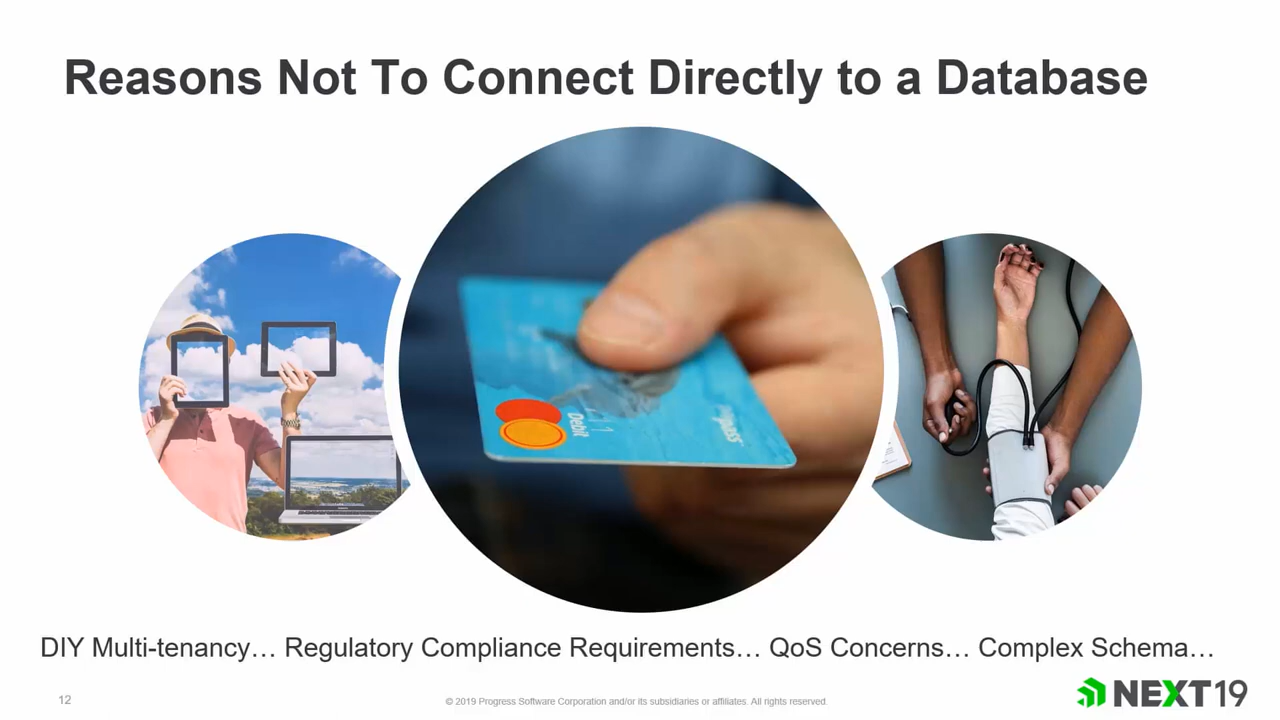 Reasons Not To Connect Directly to a Database
Debit
DIY Multi-tenancy… Regulatory Compliance Requirements… QoS Concerns… Complex Schema…
12
© 2019 Progress Software Corporation and/or its subsidiaries or affiliates. All rights reserved.
NEXT19